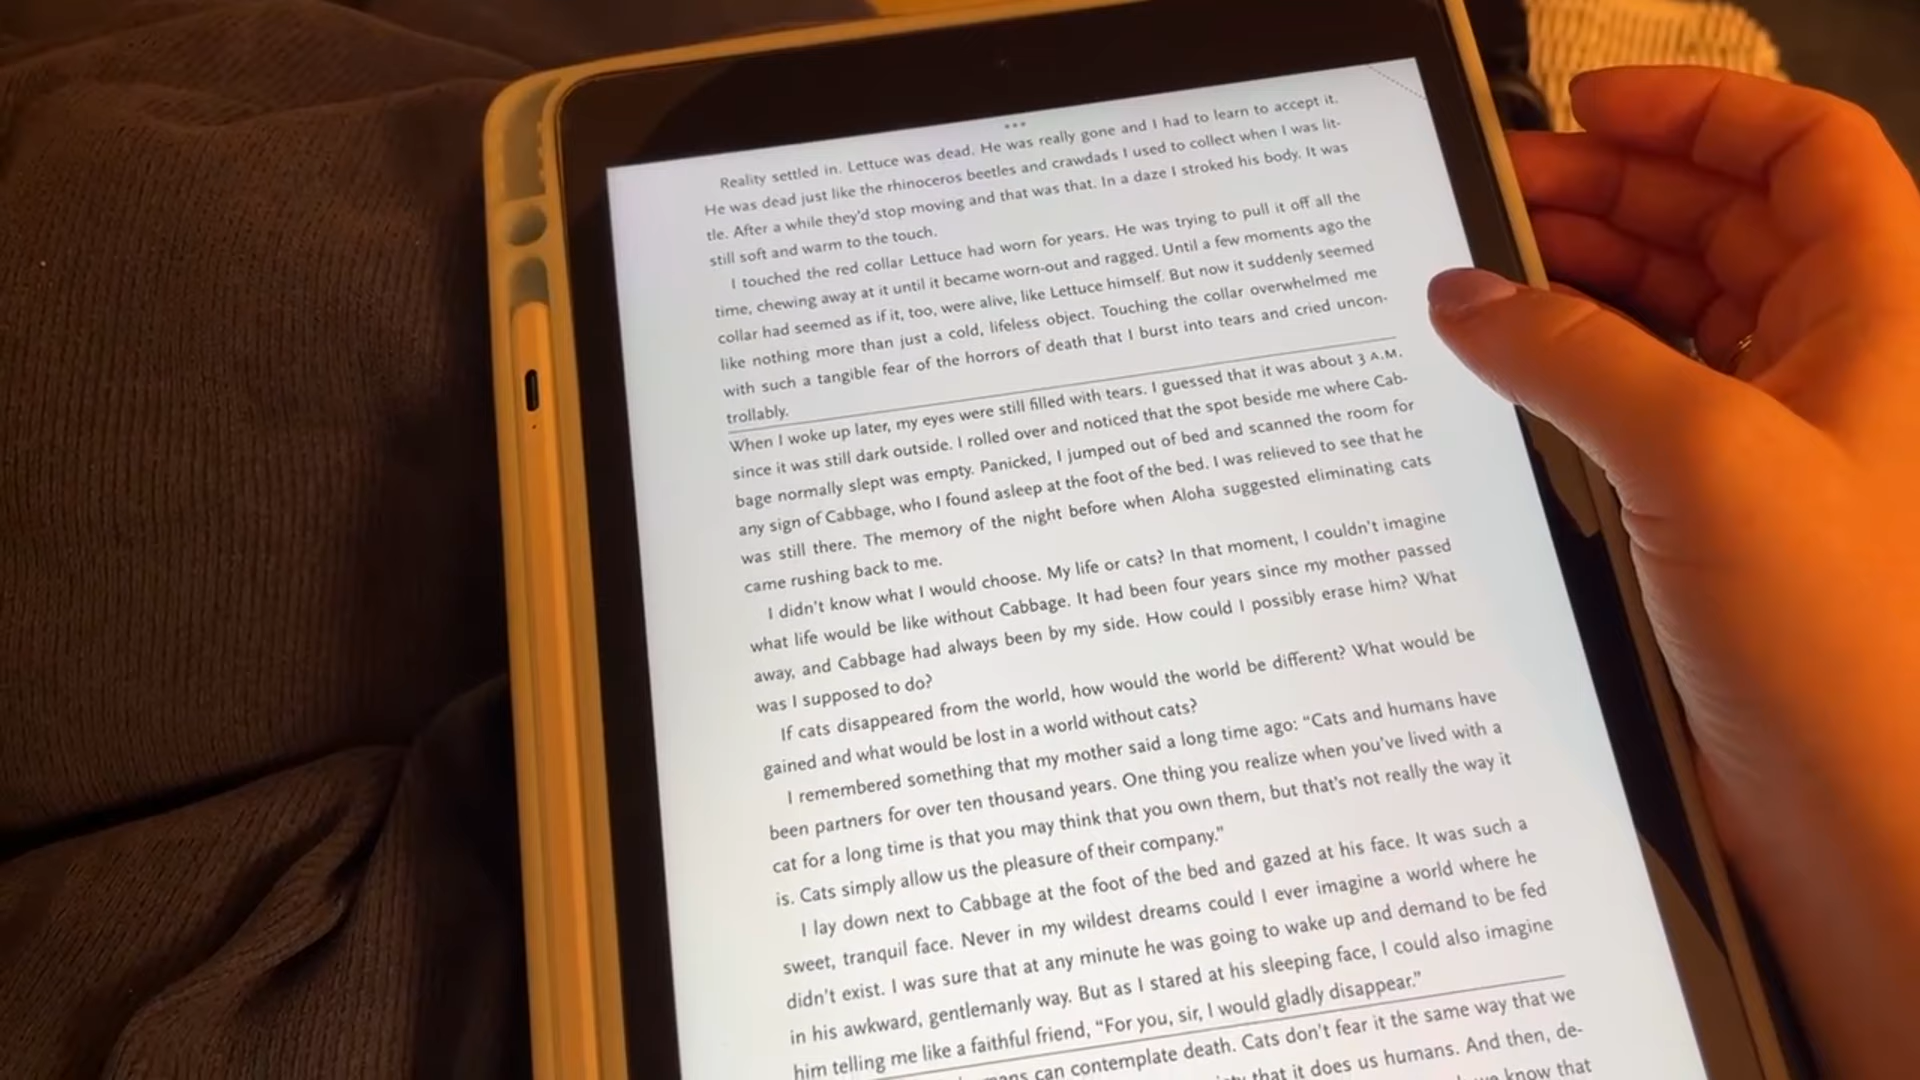 Reality settled in. Lettuce was dead. He was really gone and I had to learn to accept it.
He was dead just like the rhinoceros beetles and crawdads I used to collect when I was lit-
tle. After a while they'd stop moving and that was that. In a daze I stroked his body. It was
still soft and warm to the touch.
I touched the red collar Lettuce had worn for years. He was trying to pull it off all the
time, chewing away at it until it became worn-out and ragged. Until a few moments ago the
collar had seemed as if it, too, were alive, like Lettuce himself. But now it suddenly seemed
like nothing more than just a cold, lifeless object. Touching the collar overwhelmed me
with such a tangible fear of the horrors of death that I burst into tears and cried uncon-
trollably.
When I woke up later, my eyes were still filled with tears. I guessed that it was about 3 A.M.
since it was still dark outside. I rolled over and noticed that the spot beside me where Cab-
bage normally slept was empty. Panicked, I jumped out of bed and scanned the room for
any sign of Cabbage, who I found asleep at the foot of the bed. I was relieved to see that he
was still there. The memory of the night before when Aloha suggested eliminating cats
came rushing back to me.
I didn't know what I would choose. My life or cats? In that moment, I couldn't imagine
what life would be like without Cabbage. It had been four years since my mother passed
away, and Cabbage had always been by my side. How could I possibly erase him? What
was I supposed to do?
If cats disappeared from the world, how would the world be different? What would be
gained and what would be lost in a world without cats?
I remembered something that my mother said a long time ago: “Cats and humans have
been partners for over ten thousand years. One thing you realize when you've lived with a
cat for a long time is that you may think that you own them, but that's not really the way it
is. Cats simply allow us the pleasure of their company.”
I lay down next to Cabbage at the foot of the bed and gazed at his face. It was such a
sweet, tranquil face. Never in my wildest dreams could I ever imagine a world where he
didn't exist. I was sure that at any minute he was going to wake up and demand to be fed
in his awkward, gentlemanly way. But as I stared at his sleeping face, I could also imagine
him telling me like a faithful friend, “For you, sir, I would gladly disappear.”
can contemplate death. Cats don't fear it the same way that we
that it does us humans. And then, de-
know that